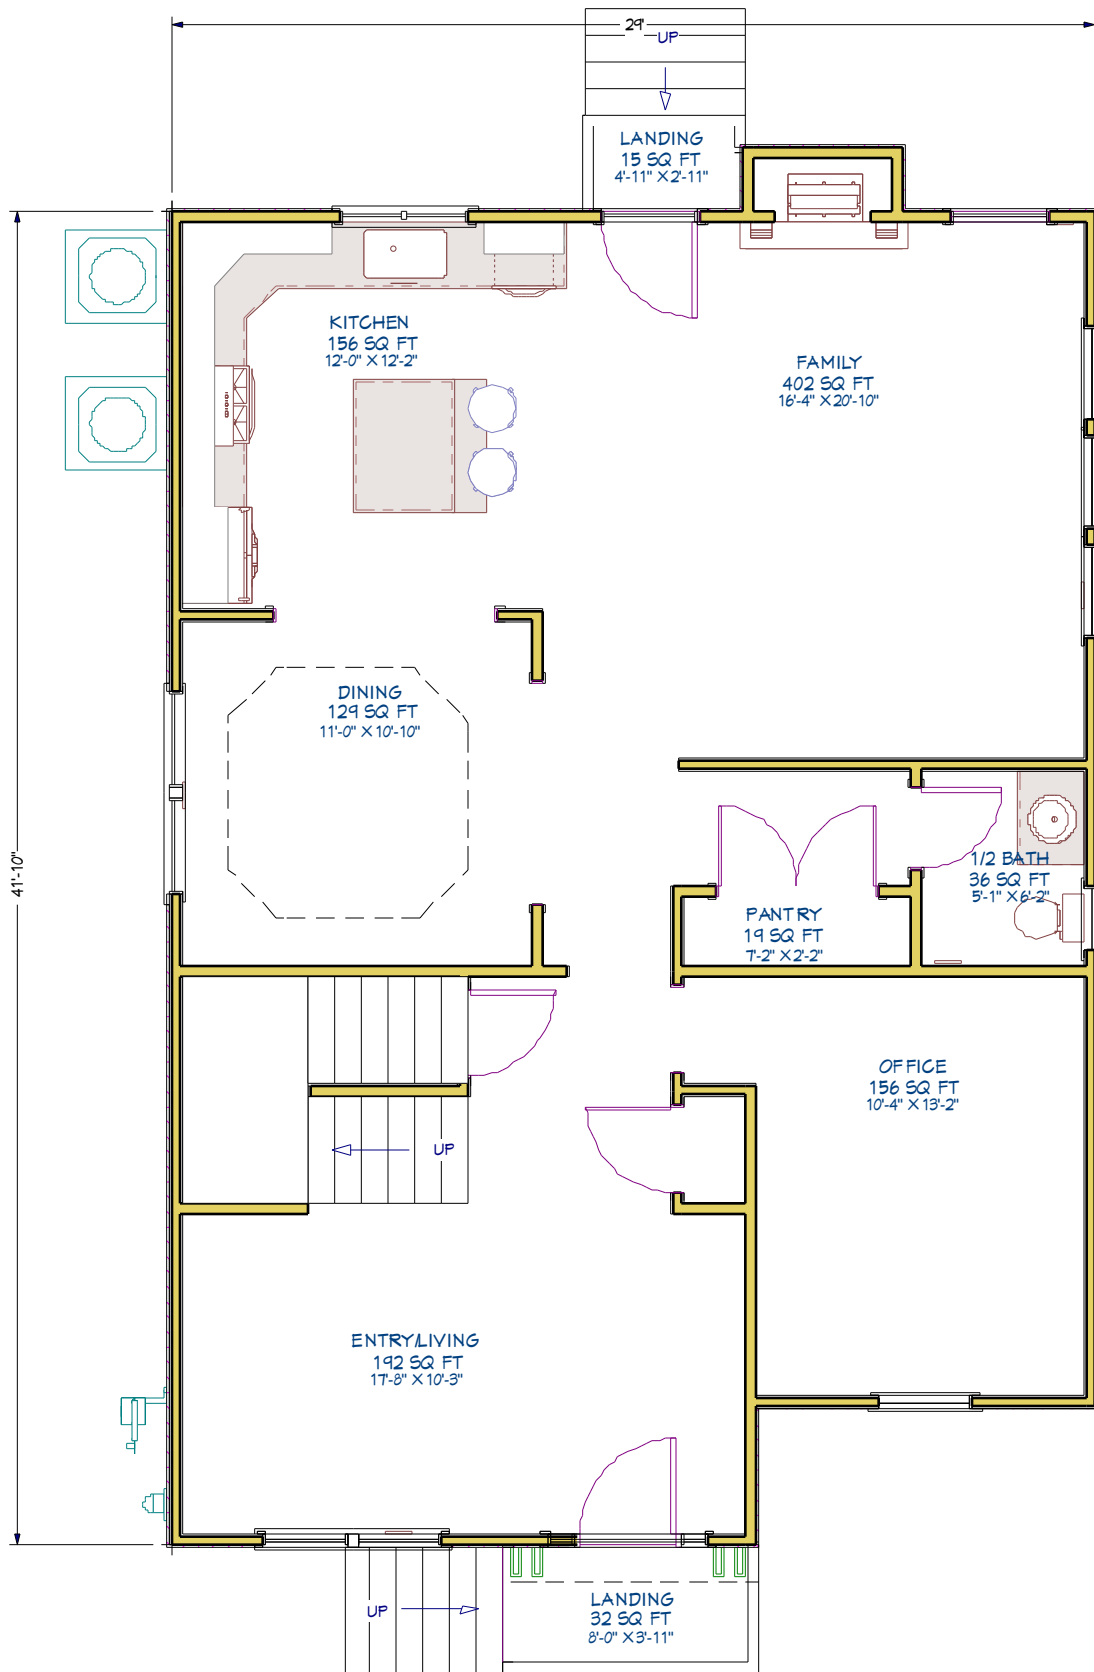 29'
UP
LANDING
15 SQ FT
4'-11" X 2'-11"
KITCHEN
156 SQ FT
12'-0" X 12'-2"
FAMILY
402 SQ FT
16'-4" X 20'-10"
DINING
129 SQ FT
11'-0" X 10'-10"
41'-10"
1/2 BATH
36 SQ FT
5'-1" X 6'-2"
PANTRY
19 SQ FT
7'-2" X 2'-2"
OFFICE
156 SQ FT
10'-4" X 13'-2"
UP
ENTRY/LIVING
192 SQ FT
17'-8" X 10'-3"
UP
LANDING
32 SQ FT
8'-0" X 3'-11"